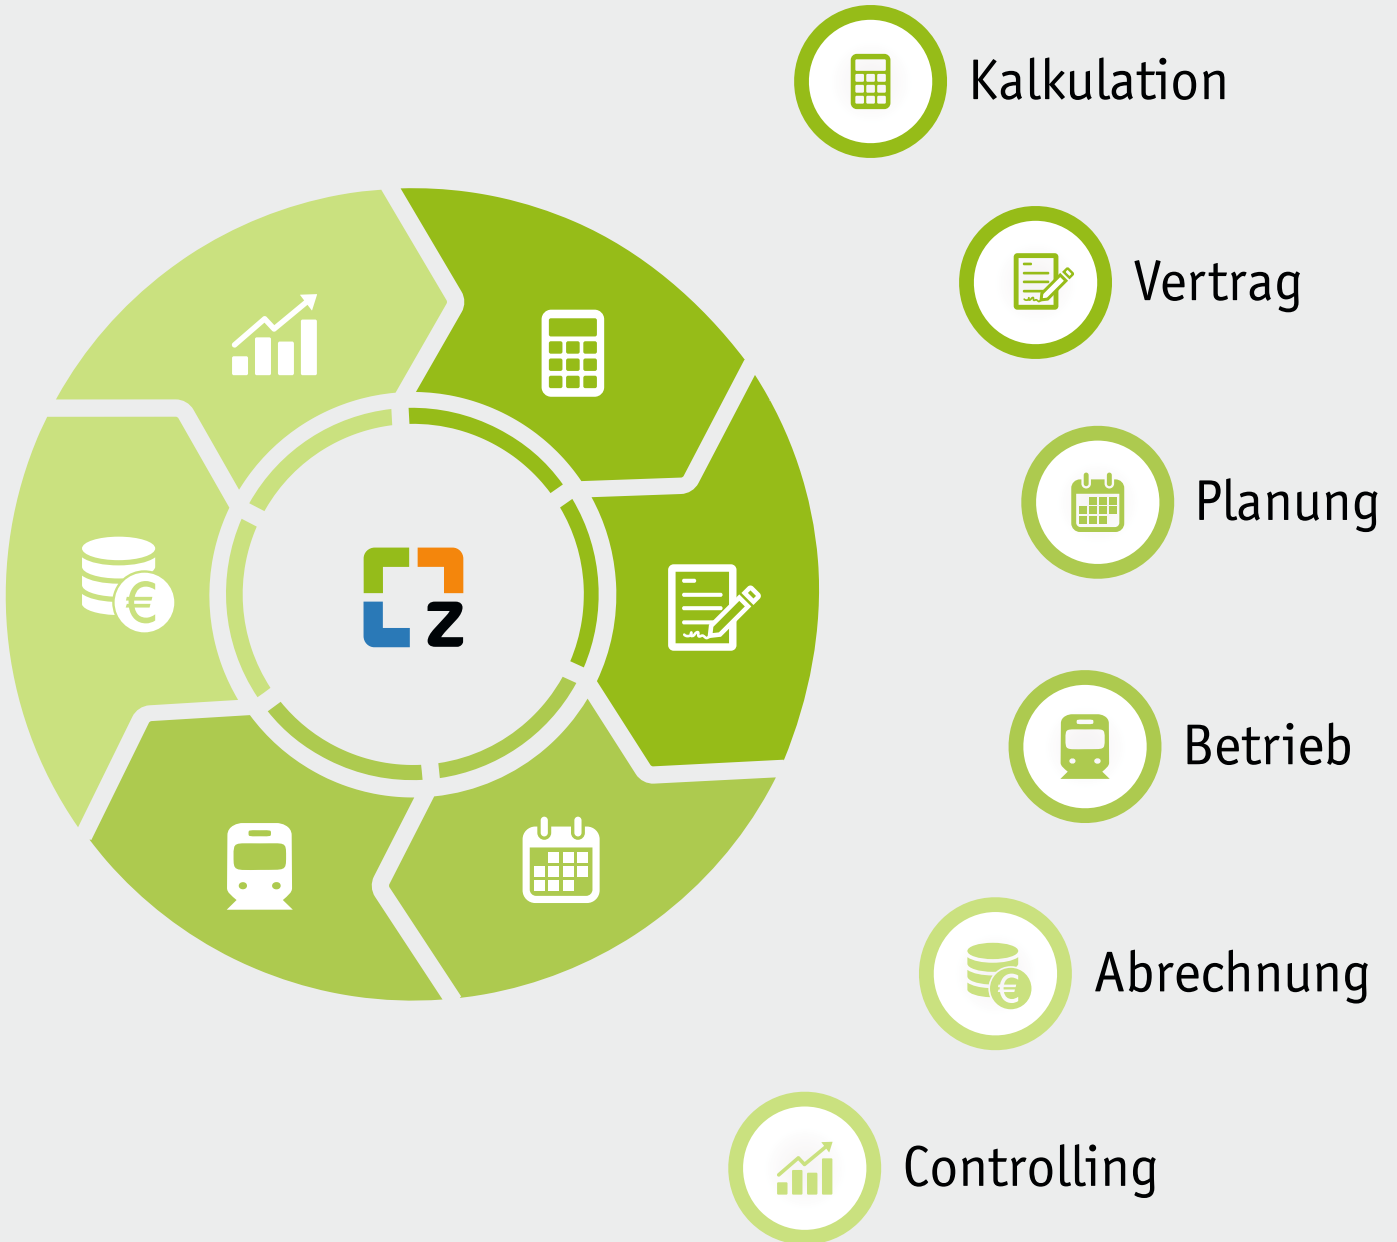 Kalkulation
Vertrag
Planung
z
Betrieb
Abrechnung
Controlling